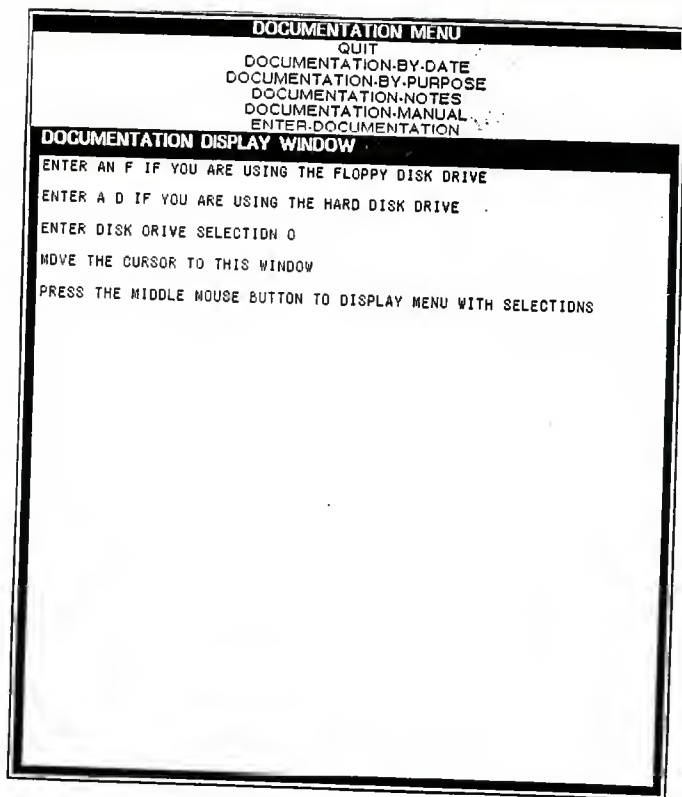 DOCUMENTATION MENU
QUIT
DOCUMENTATION-BY-DATE
DOCUMENTATION-BY-PURPOSE
DOCUMENTATION-NOTES
DOCUMENTATION-MANUAL
ENTER-DOCUMENTATION
DOCUMENTATION DISPLAY WINDOW
ENTER AN F IF YOU ARE USING THE FLOPPY DISK DRIVE
ENTER A D IF YOU ARE USING THE HARD DISK DRIVE
ENTER DISK DRIVE SELECTION D
MOVE THE CURSOR TO THIS WINDOW
PRESS THE MIDDLE MOUSE BUTTON TO DISPLAY MENU WITH SELECTIONS